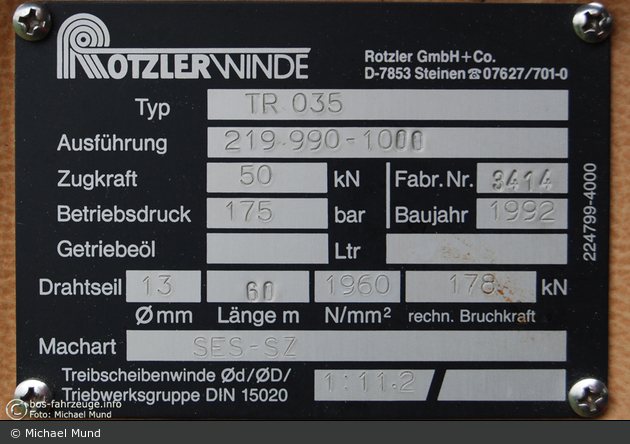 ROTZLER WINDE
Rotzler GmbH+Co.
D-7853 Steinen ☎07627/701-0
Typ TR 035
Ausführung 219 990-1000
Zugkraft 50 kN Fabr.Nr. 3414
Betriebsdruck 175 bar Baujahr 1992
Getriebeöl Ltr
Drahtseil 13 60 1960 178 kN
Ø mm Länge m N/mm² rechn. Bruchkraft
Machart SES-SZ
Treibscheibenwinde Ød/ØD/ 1:11.2 /
Triebwerksgruppe DIN 15020
224799-4000
© bos-fahrzeuge.info
Foto: Michael Mund
© Michael Mund